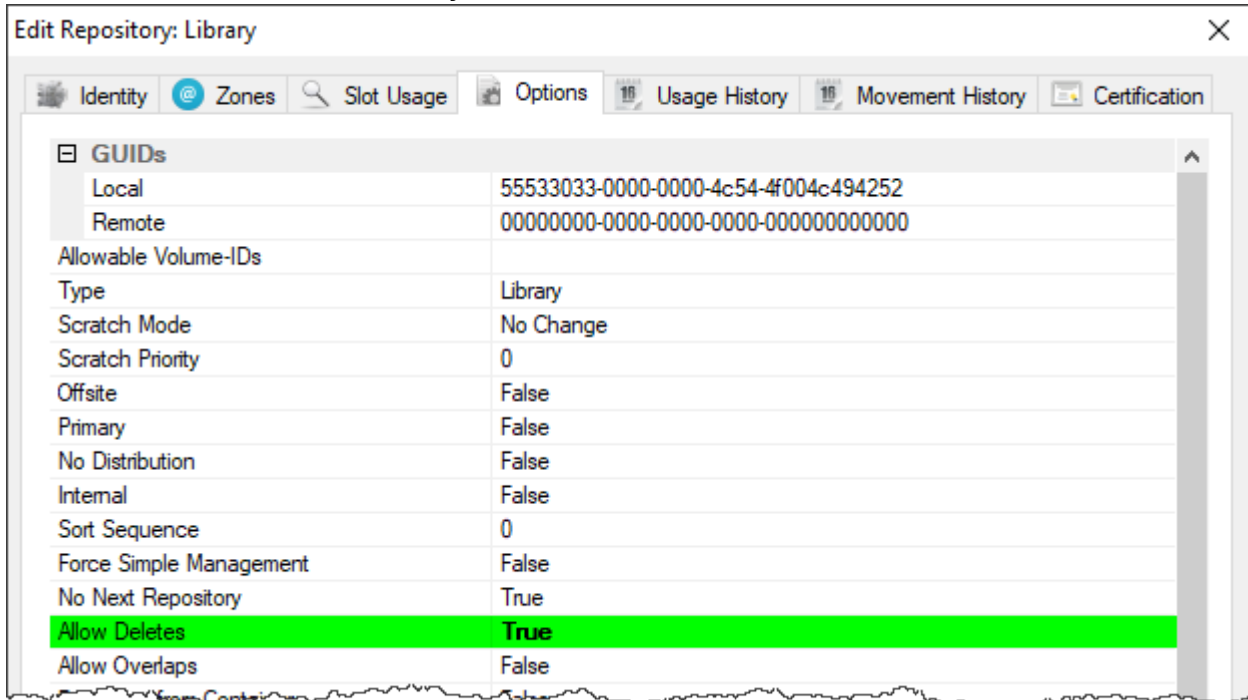 Edit Repository: Library
Identity Zones Slot Usage Options Usage History Movement History Certification
GUIDs
Local 55533033-0000-0000-4c54-4f004c494252
Remote 00000000-0000-0000-0000-000000000000
Allowable Volume-IDs
Type Library
Scratch Mode No Change
Scratch Priority 0
Offsite False
Primary False
No Distribution False
Internal False
Sort Sequence 0
Force Simple Management False
No Next Repository True
Allow Deletes True
Allow Overlaps False